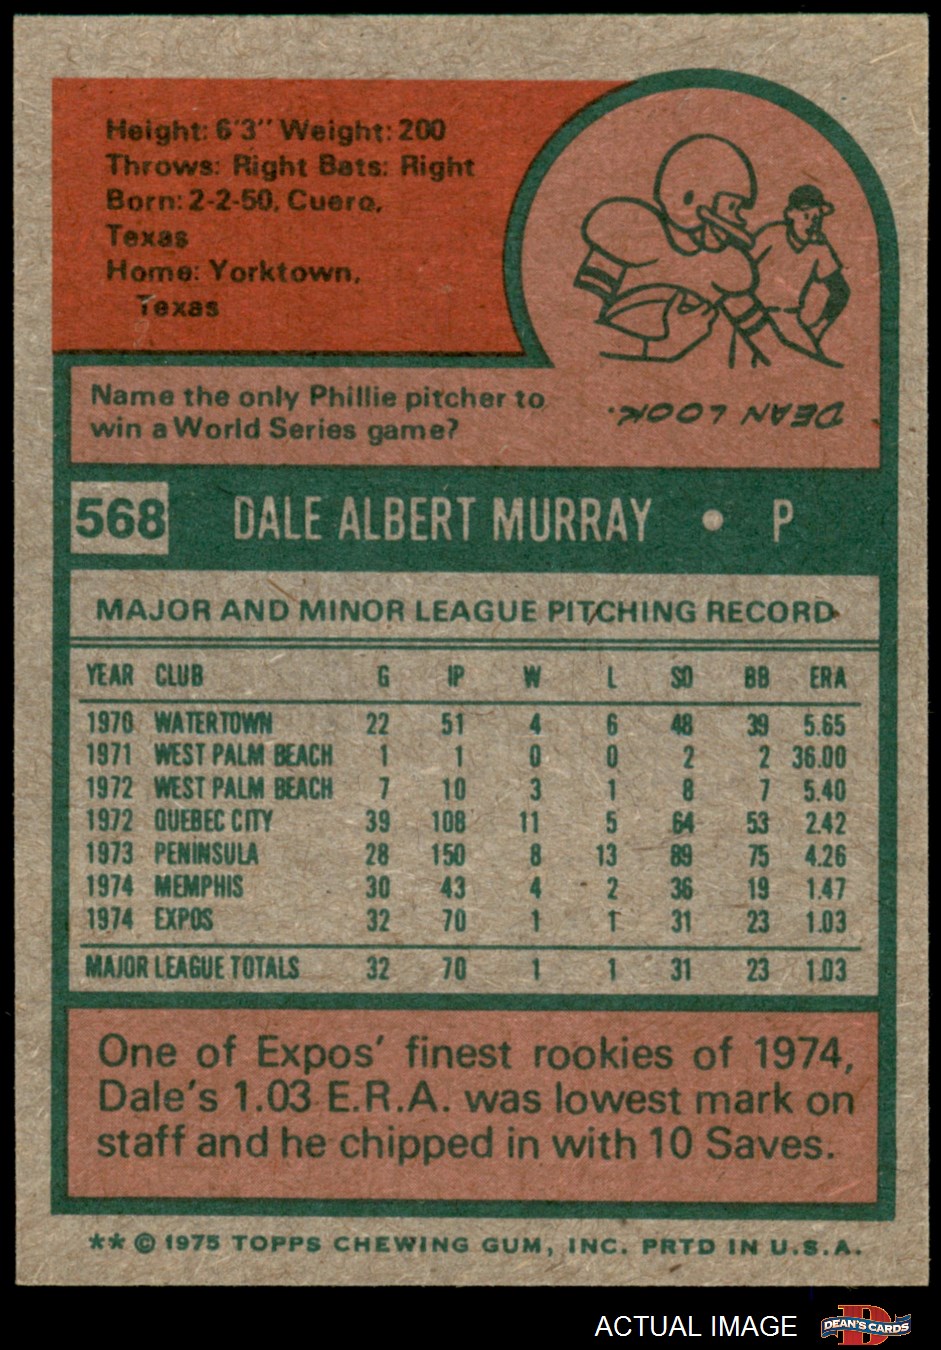 Height: 6'3" Weight: 200
Throws: Right Bats: Right
Born: 2-2-50, Cuero,
Texas
Home: Yorktown,
Texas
Name the only Phillie pitcher to
win a World Series game?
DEAN LOOK.
568 DALE ALBERT MURRAY • P
MAJOR AND MINOR LEAGUE PITCHING RECORD
YEAR CLUB G IP W L SO BB ERA
1970 WATERTOWN 22 51 4 6 48 39 5.65
1971 WEST PALM BEACH 1 1 0 0 2 2 36.00
1972 WEST PALM BEACH 7 10 3 1 8 7 5.40
1972 QUEBEC CITY 39 108 11 5 64 53 2.42
1973 PENINSULA 28 150 8 13 89 75 4.26
1974 MEMPHIS 30 43 4 2 36 19 1.47
1974 EXPOS 32 70 1 1 31 23 1.03
MAJOR LEAGUE TOTALS 32 70 1 1 31 23 1.03
One of Expos' finest rookies of 1974,
Dale's 1.03 E.R.A. was lowest mark on
staff and he chipped in with 10 Saves.
** © 1975 TOPPS CHEWING GUM, INC. PRTD IN U.S.A.
ACTUAL IMAGE
D
DEAN'S CARDS